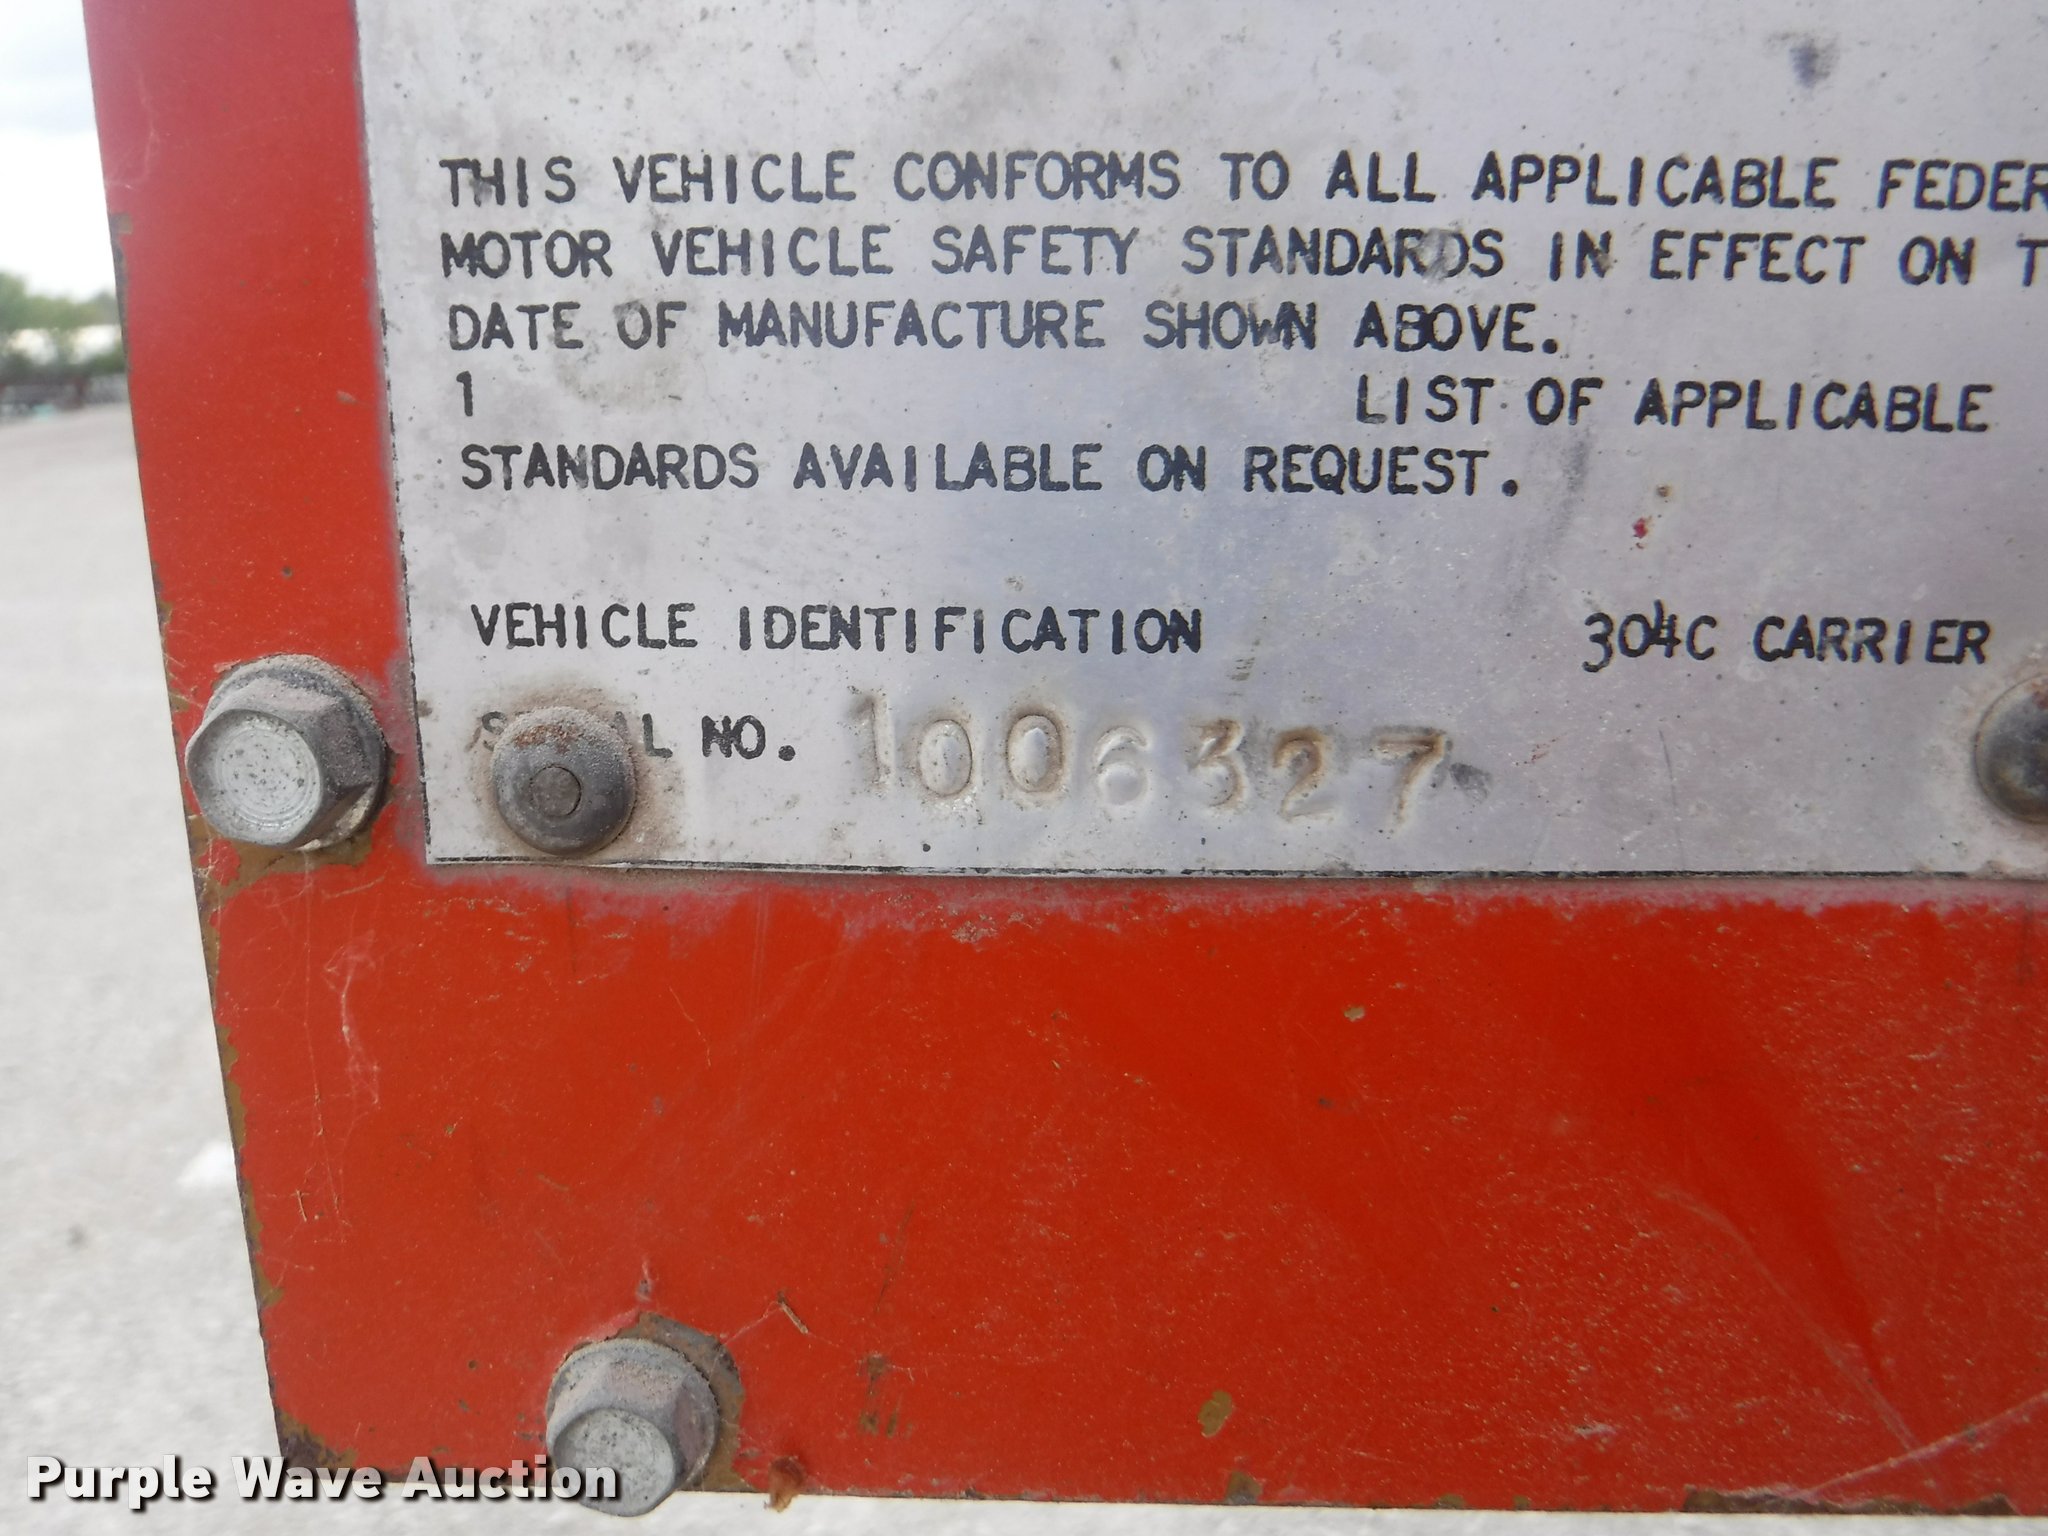 THIS VEHICLE CONFORMS TO ALL APPLICABLE FEDER
MOTOR VEHICLE SAFETY STANDARDS IN EFFECT ON T
DATE OF MANUFACTURE SHOWN ABOVE.
1 LIST OF APPLICABLE
STANDARDS AVAILABLE ON REQUEST.
VEHICLE IDENTIFICATION 304C CARRIER
NO. 1006327
Purple Wave Auction